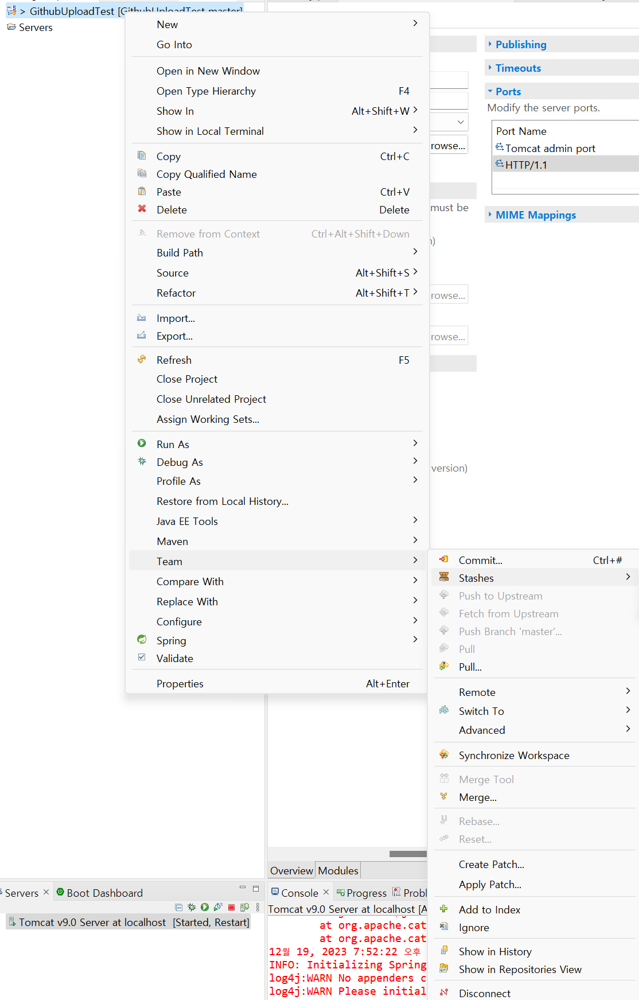 > GithubUploadTest [GithubUploadTest master]
Servers
New
Go Into
Open in New Window
Open Type Hierarchy F4
Show In Alt+Shift+W
Show in Local Terminal
Copy Ctrl+C
Copy Qualified Name
Paste Ctrl+V
Delete Delete
Remove from Context Ctrl+Alt+Shift+Down
Build Path
Source Alt+Shift+S
Refactor Alt+Shift+T
Import...
Export...
Refresh F5
Close Project
Close Unrelated Project
Assign Working Sets...
Run As
Debug As
Profile As
Restore from Local History...
Java EE Tools
Maven
Team
Compare With
Replace With
Configure
Spring
Validate
Properties Alt+Enter
rowse...
must be
)
rowse...
rowse...
version)
Publishing
Timeouts
Ports
Modify the server ports.
Port Name
Tomcat admin port
HTTP/1.1
MIME Mappings
Commit... Ctrl+#
Stashes
Push to Upstream
Fetch from Upstream
Push Branch 'master'...
Pull
Pull...
Remote
Switch To
Advanced
Synchronize Workspace
Merge Tool
Merge...
Rebase...
Reset...
Create Patch...
Apply Patch...
Add to Index
Ignore
Show in History
Show in Repositories View
Disconnect
Overview Modules
Servers Boot Dashboard
Tomcat v9.0 Server at localhost [Started, Restart]
Console Progress Probl
Tomcat v9.0 Server at localhost [A
at org.apache.cat
at org.apache.cat
12월 19, 2023 7:52:22 오후
INFO: Initializing Spring
log4j:WARN No appenders c
log4j:WARN Please initial